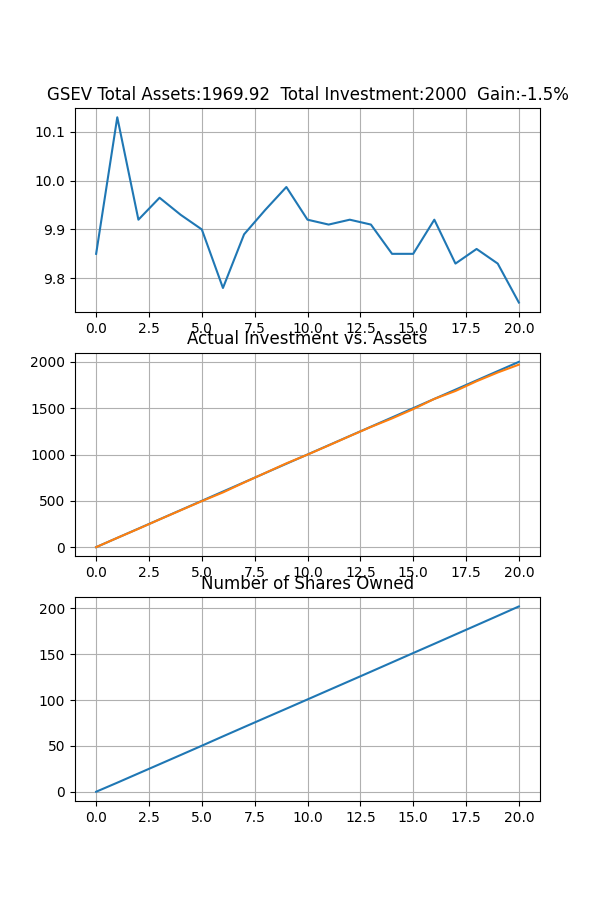 GSEV Total Assets:1969.92  Total Investment:2000  Gain:-1.5%
10.1
10.0
9.9
9.8
0.0 2.5 5.0 7.5 10.0 12.5 15.0 17.5 20.0
Actual Investment vs. Assets
2000
1500
1000
500
0
0.0 2.5 5.0 7.5 10.0 12.5 15.0 17.5 20.0
Number of Shares Owned
200
150
100
50
0
0.0 2.5 5.0 7.5 10.0 12.5 15.0 17.5 20.0